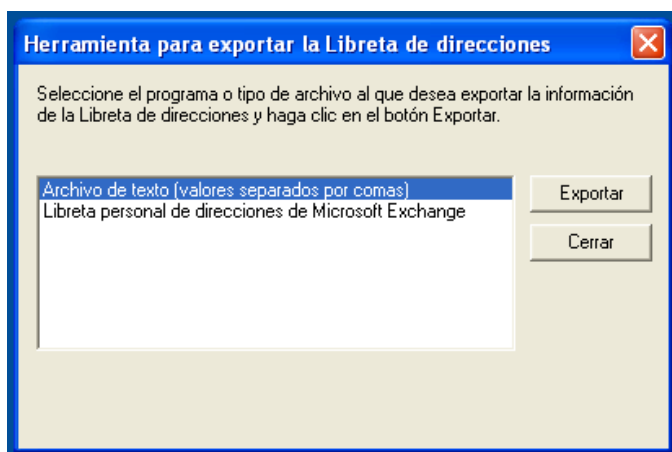 Herramienta para exportar la Libreta de direcciones
Seleccione el programa o tipo de archivo al que desea exportar la información
de la Libreta de direcciones y haga clic en el botón Exportar.
Archivo de texto (valores separados por comas)
Libreta personal de direcciones de Microsoft Exchange
Exportar
Cerrar